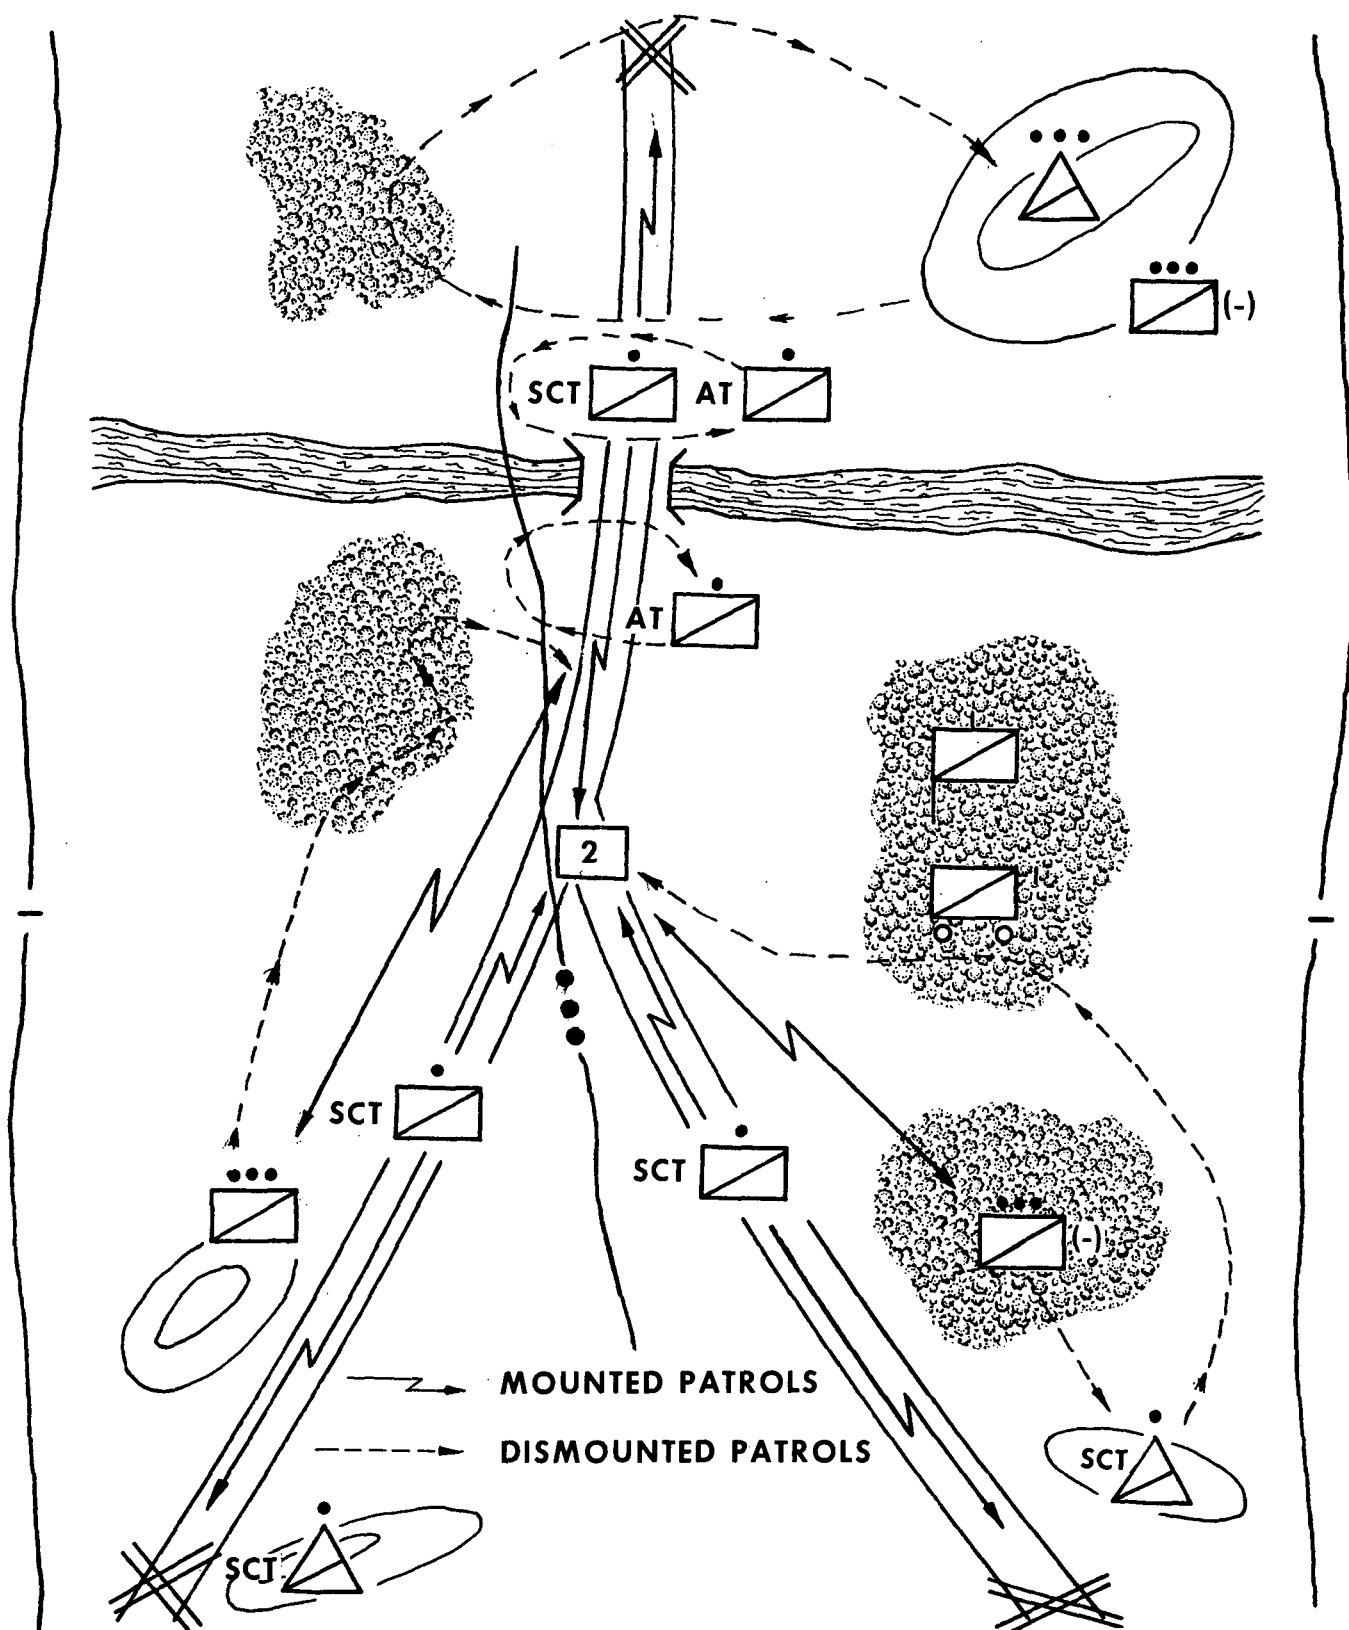 (-)
SCT
AT
AT
2
SCT
SCT
(-)
MOUNTED PATROLS
DISMOUNTED PATROLS
SCT
SCT